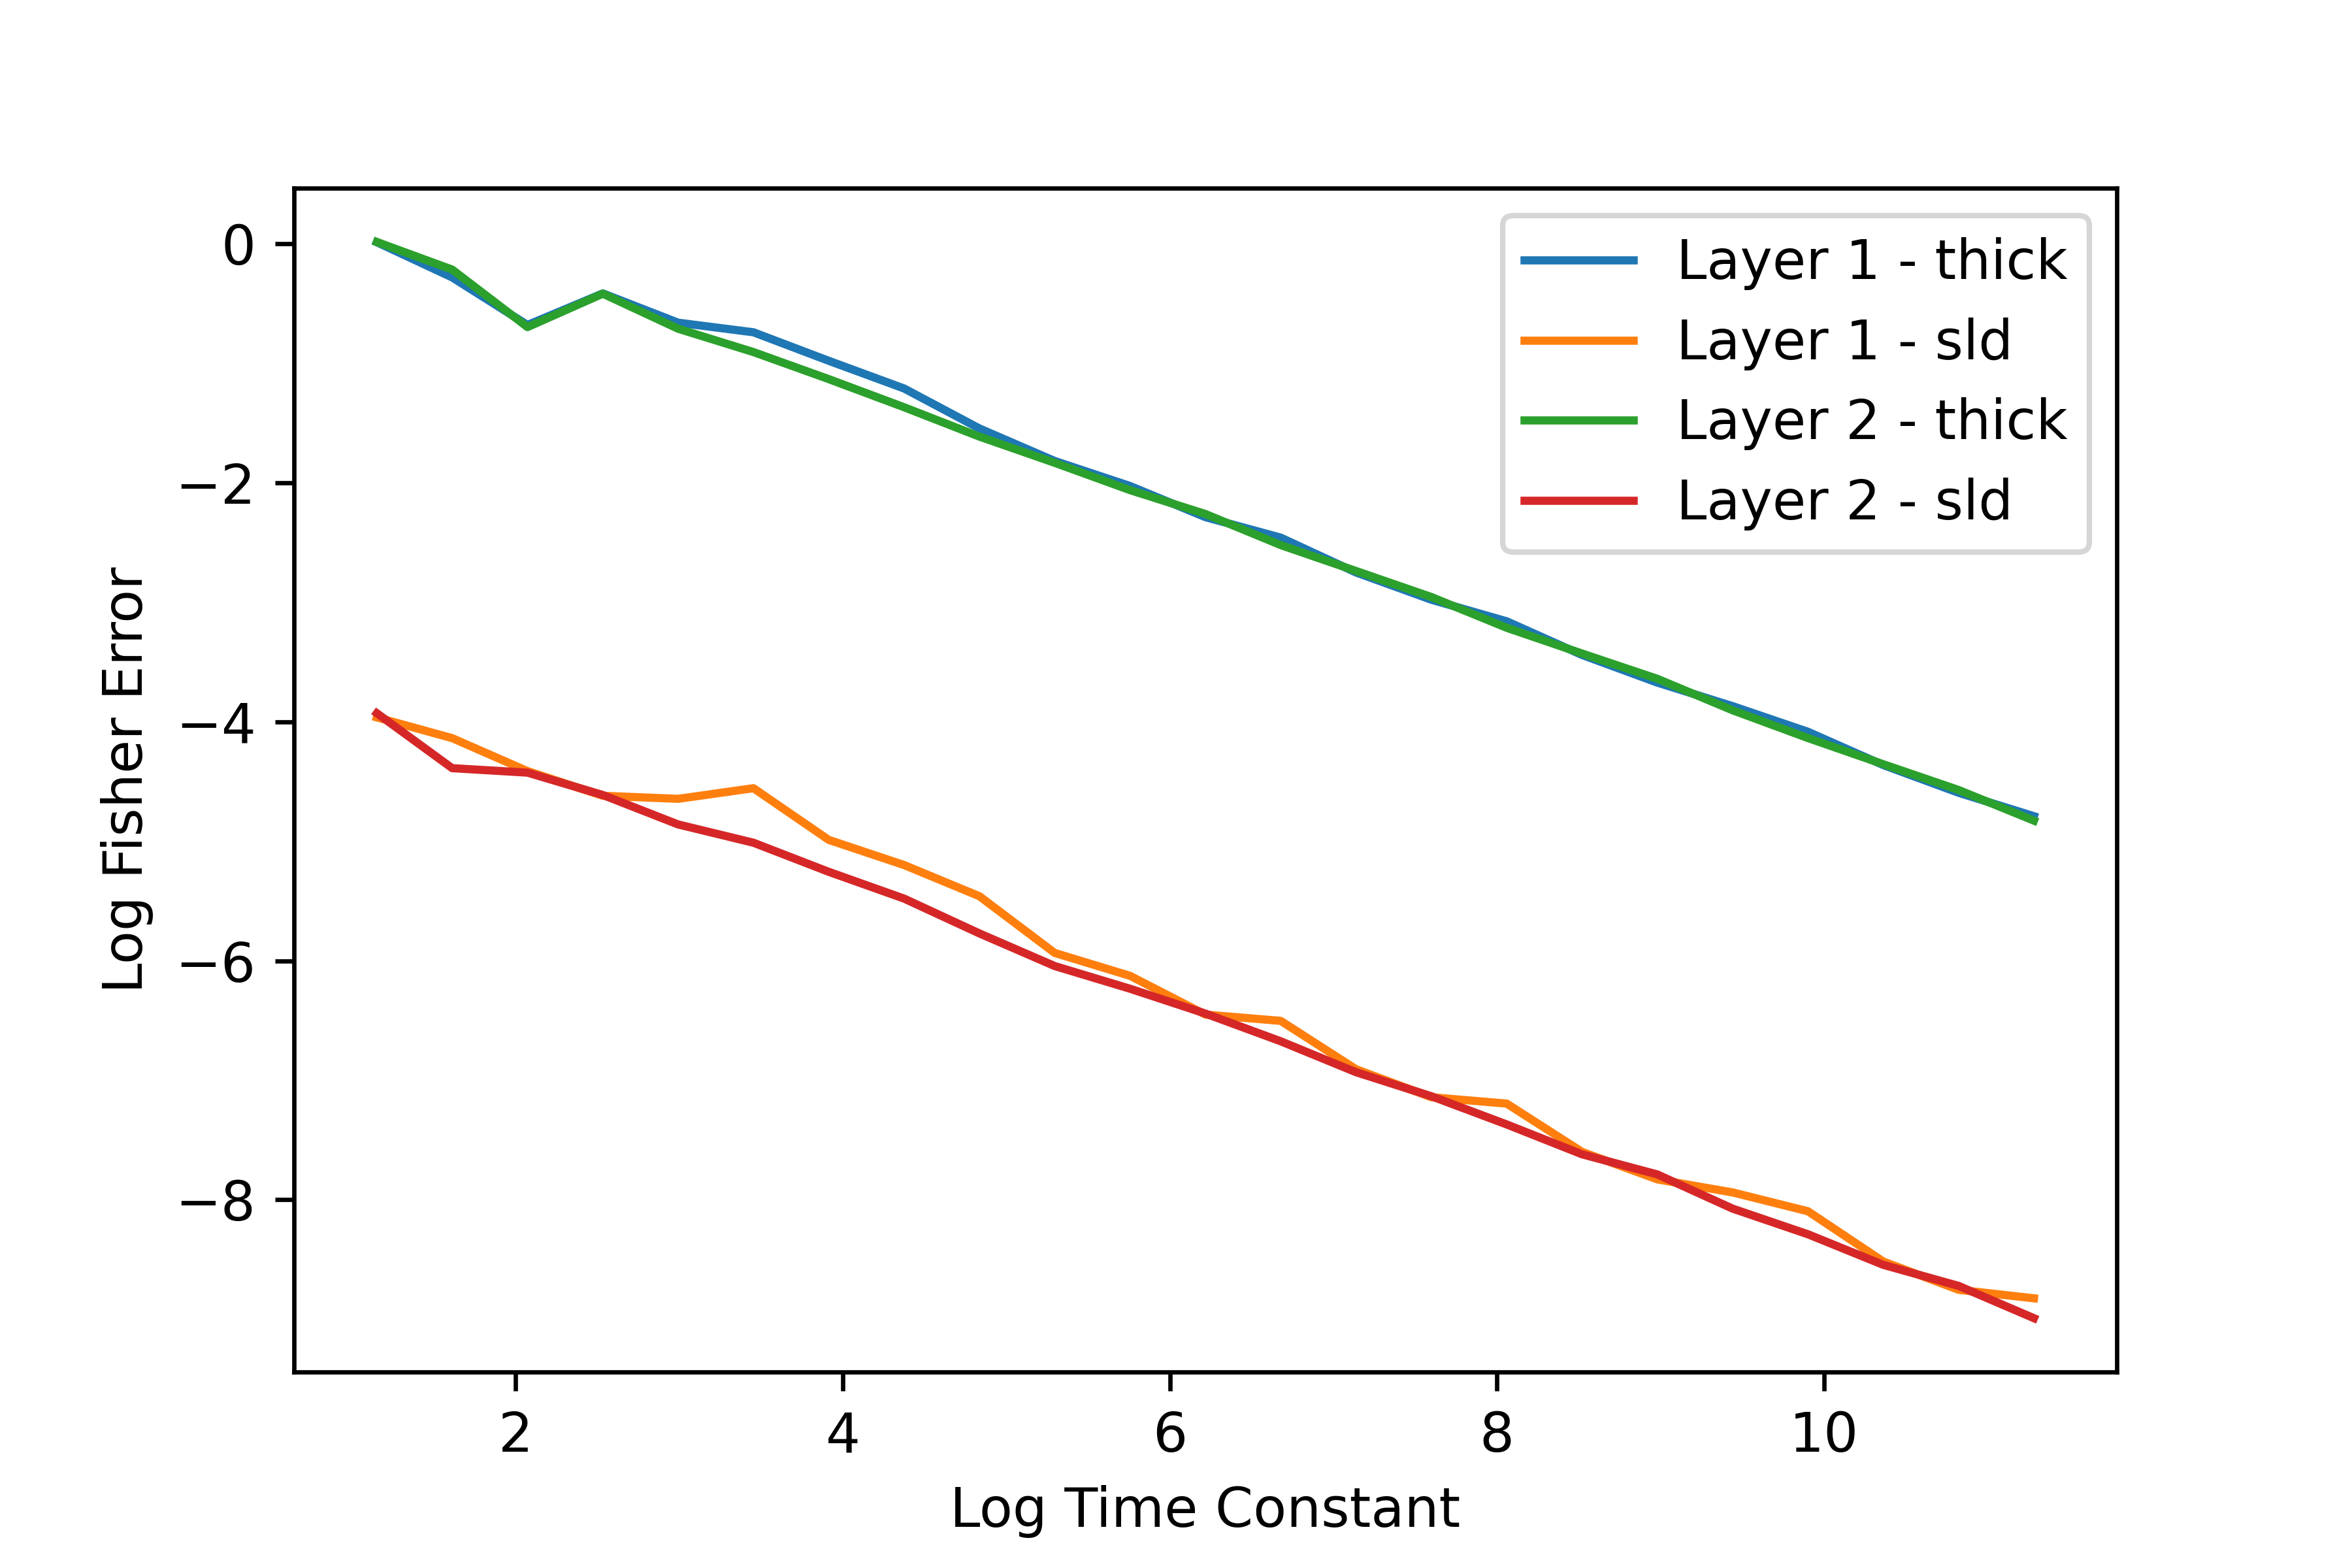 0
−2
−4
−6
−8
Log Fisher Error
Layer 1 - thick
Layer 1 - sld
Layer 2 - thick
Layer 2 - sld
2 4 6 8 10
Log Time Constant